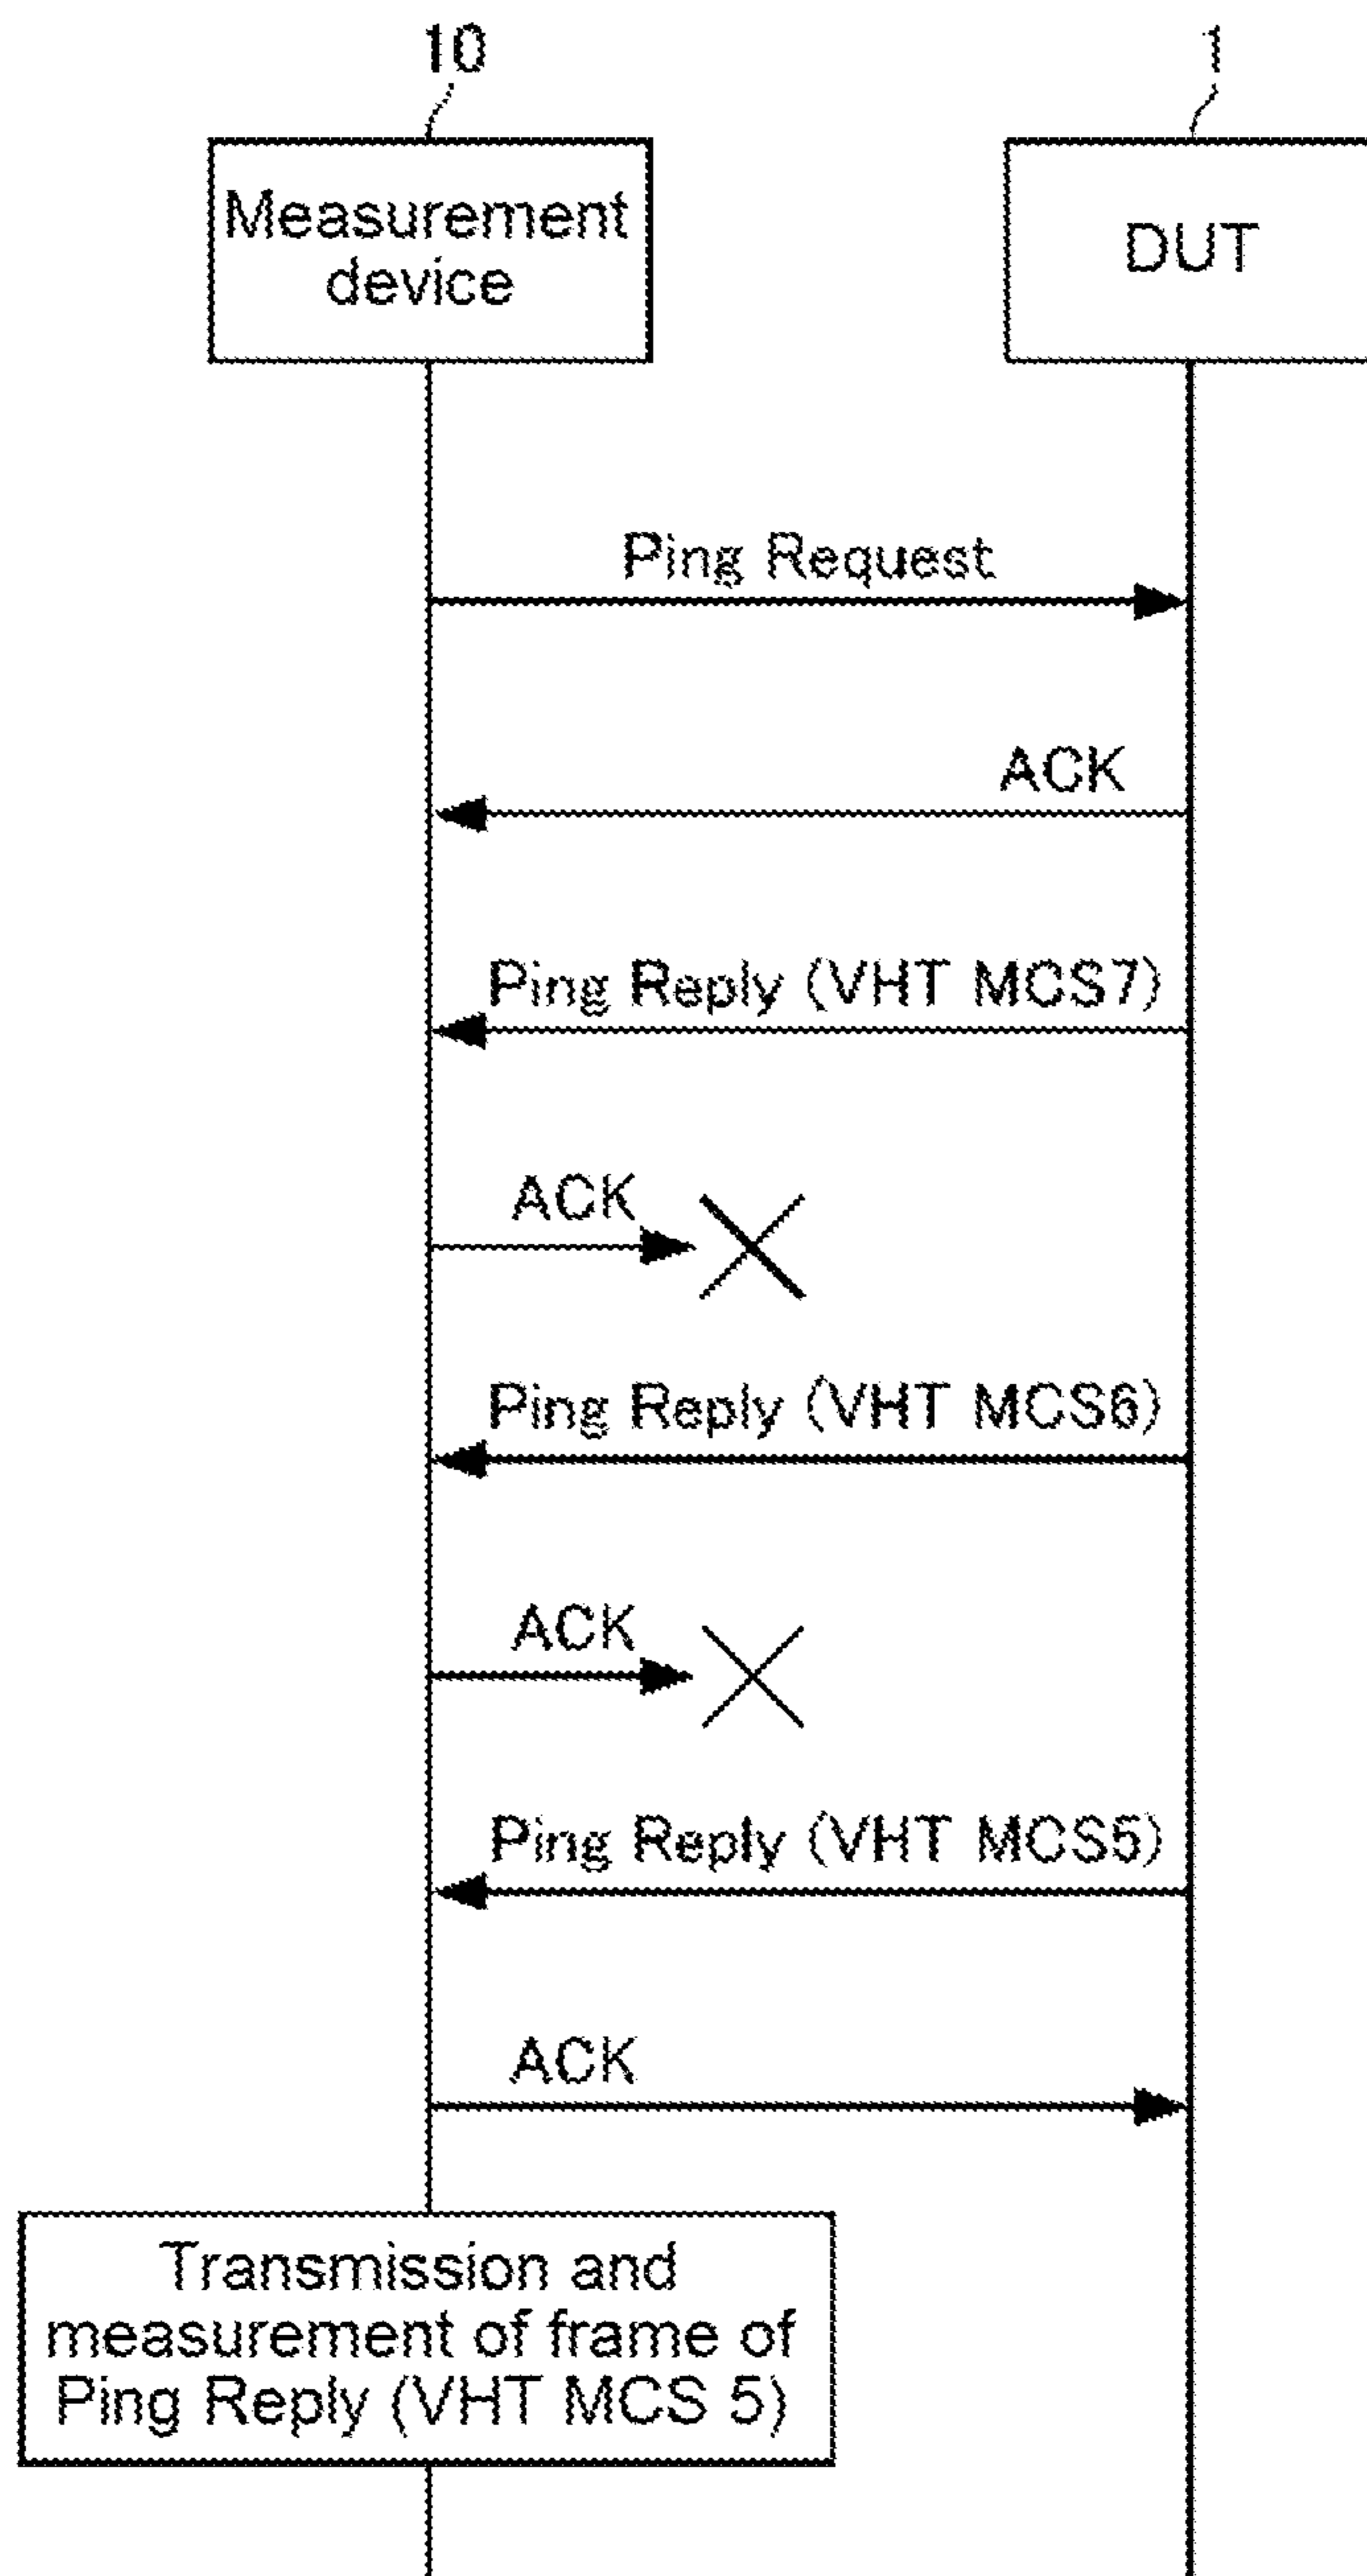 10
1
Measurement
device
DUT
Ping Request
ACK
Ping Reply (VHT MCS7)
ACK
Ping Reply (VHT MCS6)
ACK
Ping Reply (VHT MCS5)
ACK
Transmission and
measurement of frame of
Ping Reply (VHT MCS 5)